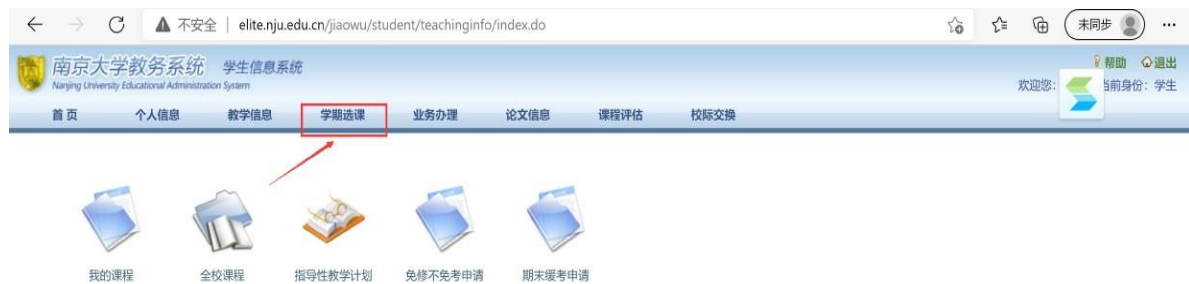 不安全 | elite.nju.edu.cn/jiaowu/student/teachinginfo/index.do 未同步
南京大学教务系统 学生信息系统 帮助 退出
Nanjing University Educational Administration System
欢迎您: 当前身份: 学生
首页 个人信息 教学信息 学期选课 业务办理 论文信息 课程评估 校际交换
我的课程 全校课程 指导性教学计划 免修不免考申请 期末缓考申请